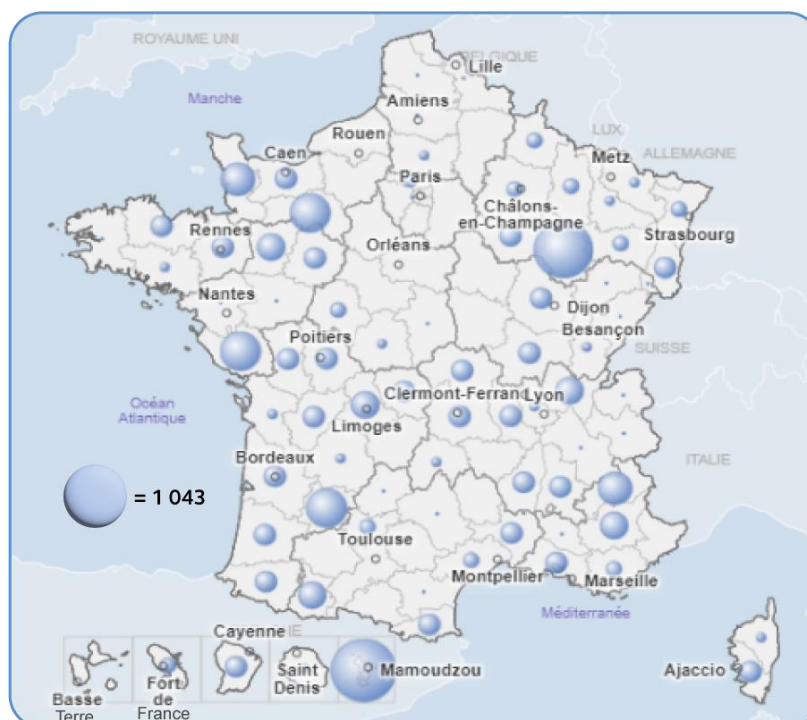 ROYAUME UNI
BELGIQUE
Lille
Manche
Amiens
Rouen
LUX
Caen
Metz
ALLEMAGNE
Paris
Châlons-
en-Champagne
Rennes
Strasbourg
Orléans
Nantes
Dijon
Besançon
Poitiers
SUISSE
Océan
Atlantique
Clermont-Ferran
Lyon
Limoges
Bordeaux
ITALIE
= 1 043
Toulouse
Montpellier
Marseille
Méditerranée
Cayenne
IE
Saint
Denis
Mamoudzou
Ajaccio
Fort
de
France
Basse
Terre